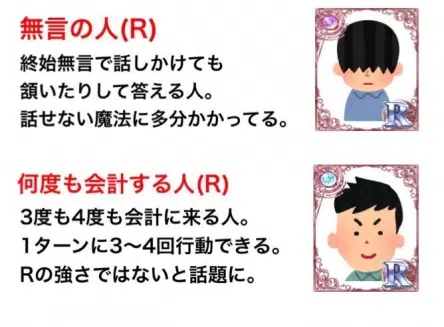 無言の人(R)
終始無言で話しかけても
頷いたりして答える人。
話せない魔法に多分かかってる。
R
何度も会計する人(R)
3度も4度も会計に来る人。
1ターンに3〜4回行動できる。
Rの強さではないと話題に。
R